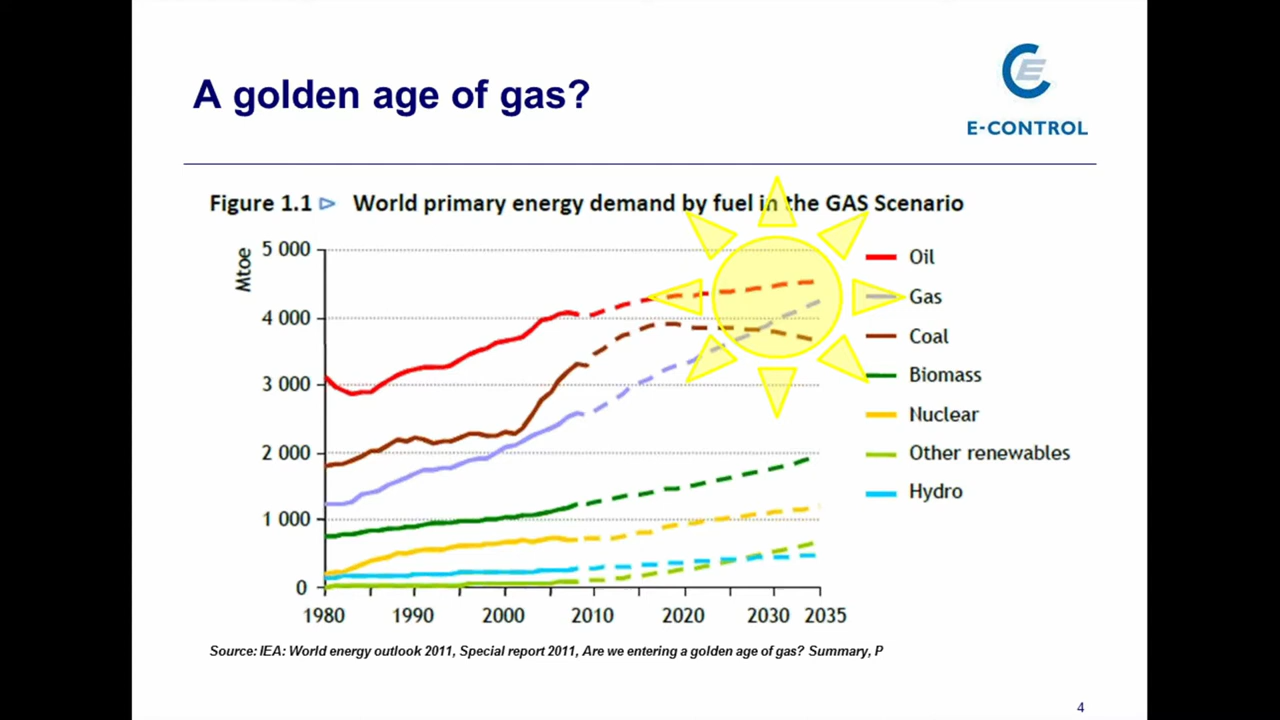 A golden age of gas?
E
E-CONTROL
Figure 1.1 ▷ World primary energy demand by fuel in the GAS Scenario
Mtoe
5 000
4 000
3 000
2 000
1 000
0
1980 1990 2000 2010 2020 2030 2035
Oil
Gas
Coal
Biomass
Nuclear
Other renewables
Hydro
Source: IEA: World energy outlook 2011, Special report 2011, Are we entering a golden age of gas? Summary, P
4